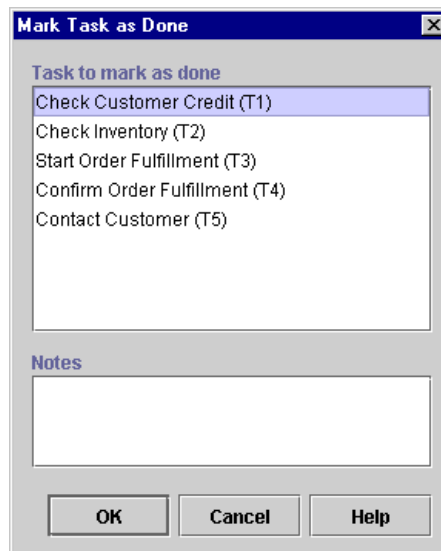 Mark Task as Done
Task to mark as done
Check Customer Credit (T1)
Check Inventory (T2)
Start Order Fulfillment (T3)
Confirm Order Fulfillment (T4)
Contact Customer (T5)
Notes
OK Cancel Help